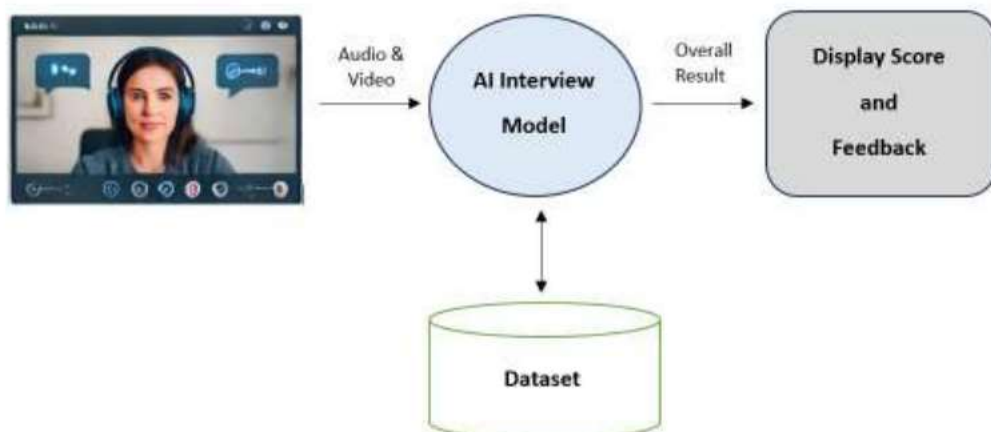 Audio &
Video
AI Interview
Model
Overall
Result
Display Score
and
Feedback
Dataset